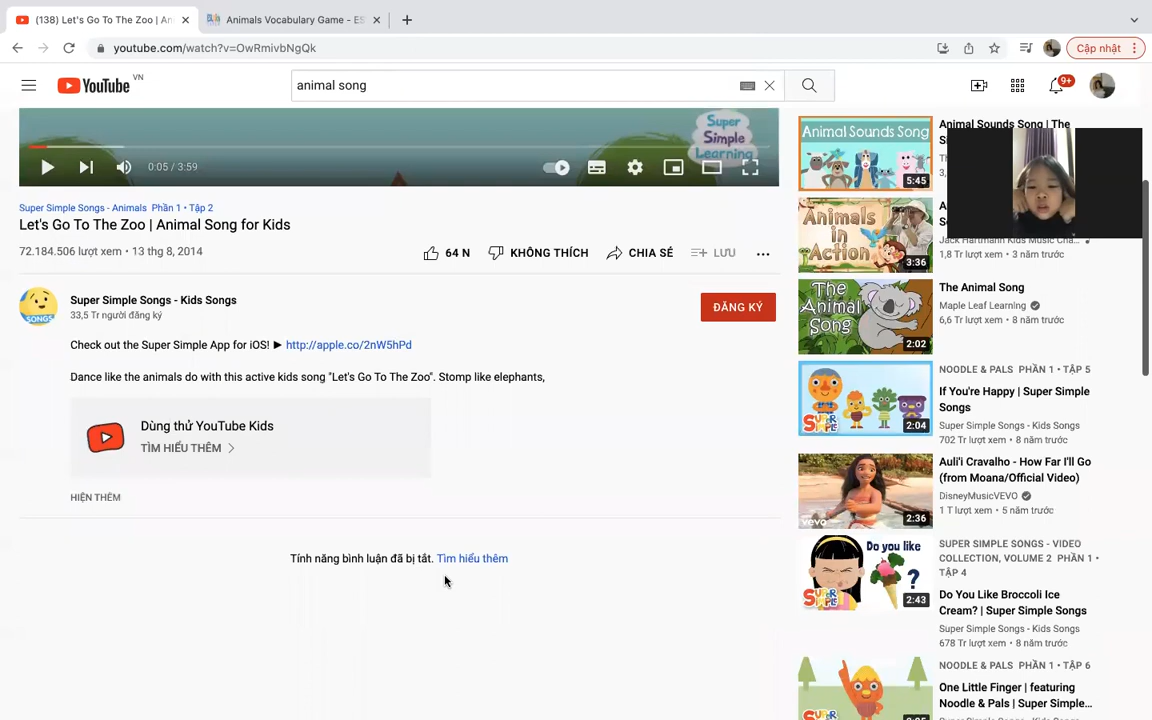 (138) Let's Go To The Zoo | An
Animals Vocabulary Game - ES
youtube.com/watch?v=OwRmivbNgQk
Cập nhật
YouTube VN
animal song
9+
Super
Simple
Learning
0:05 / 3:59
Super Simple Songs - Animals Phần 1 • Tập 2
Let's Go To The Zoo | Animal Song for Kids
72.184.506 lượt xem • 13 thg 8, 2014
64 N
KHÔNG THÍCH
CHIA SẺ
LƯU
SONGS
Super Simple Songs - Kids Songs
33,5 Tr người đăng ký
ĐĂNG KÝ
Check out the Super Simple App for iOS! ► http://apple.co/2nW5hPd
Dance like the animals do with this active kids song "Let's Go To The Zoo". Stomp like elephants,
Dùng thử YouTube Kids
TÌM HIỂU THÊM
HIỆN THÊM
Tính năng bình luận đã bị tắt. Tìm hiểu thêm
Animal Sounds Song
5:45
Animal Sounds Song | The
Animals
in
Action
3:36
Jack Hartmann Kids Music Cha...
1,8 Tr lượt xem • 3 năm trước
The
Animal
Song
2:02
The Animal Song
Maple Leaf Learning
6,6 Tr lượt xem • 8 năm trước
SUPER
SIMPLE
2:04
NOODLE & PALS PHẦN 1 • TẬP 5
If You're Happy | Super Simple
Songs
Super Simple Songs - Kids Songs
702 Tr lượt xem • 8 năm trước
vevo
2:36
Auli'i Cravalho - How Far I'll Go
(from Moana/Official Video)
DisneyMusicVEVO
1 T lượt xem • 5 năm trước
Do you like
?
SUPER
SIMPLE
2:43
SUPER SIMPLE SONGS - VIDEO
COLLECTION, VOLUME 2 PHẦN 1 •
TẬP 4
Do You Like Broccoli Ice
Cream? | Super Simple Songs
Super Simple Songs - Kids Songs
678 Tr lượt xem • 8 năm trước
NOODLE & PALS PHẦN 1 • TẬP 6
One Little Finger | featuring
Noodle & Pals | Super Simple...